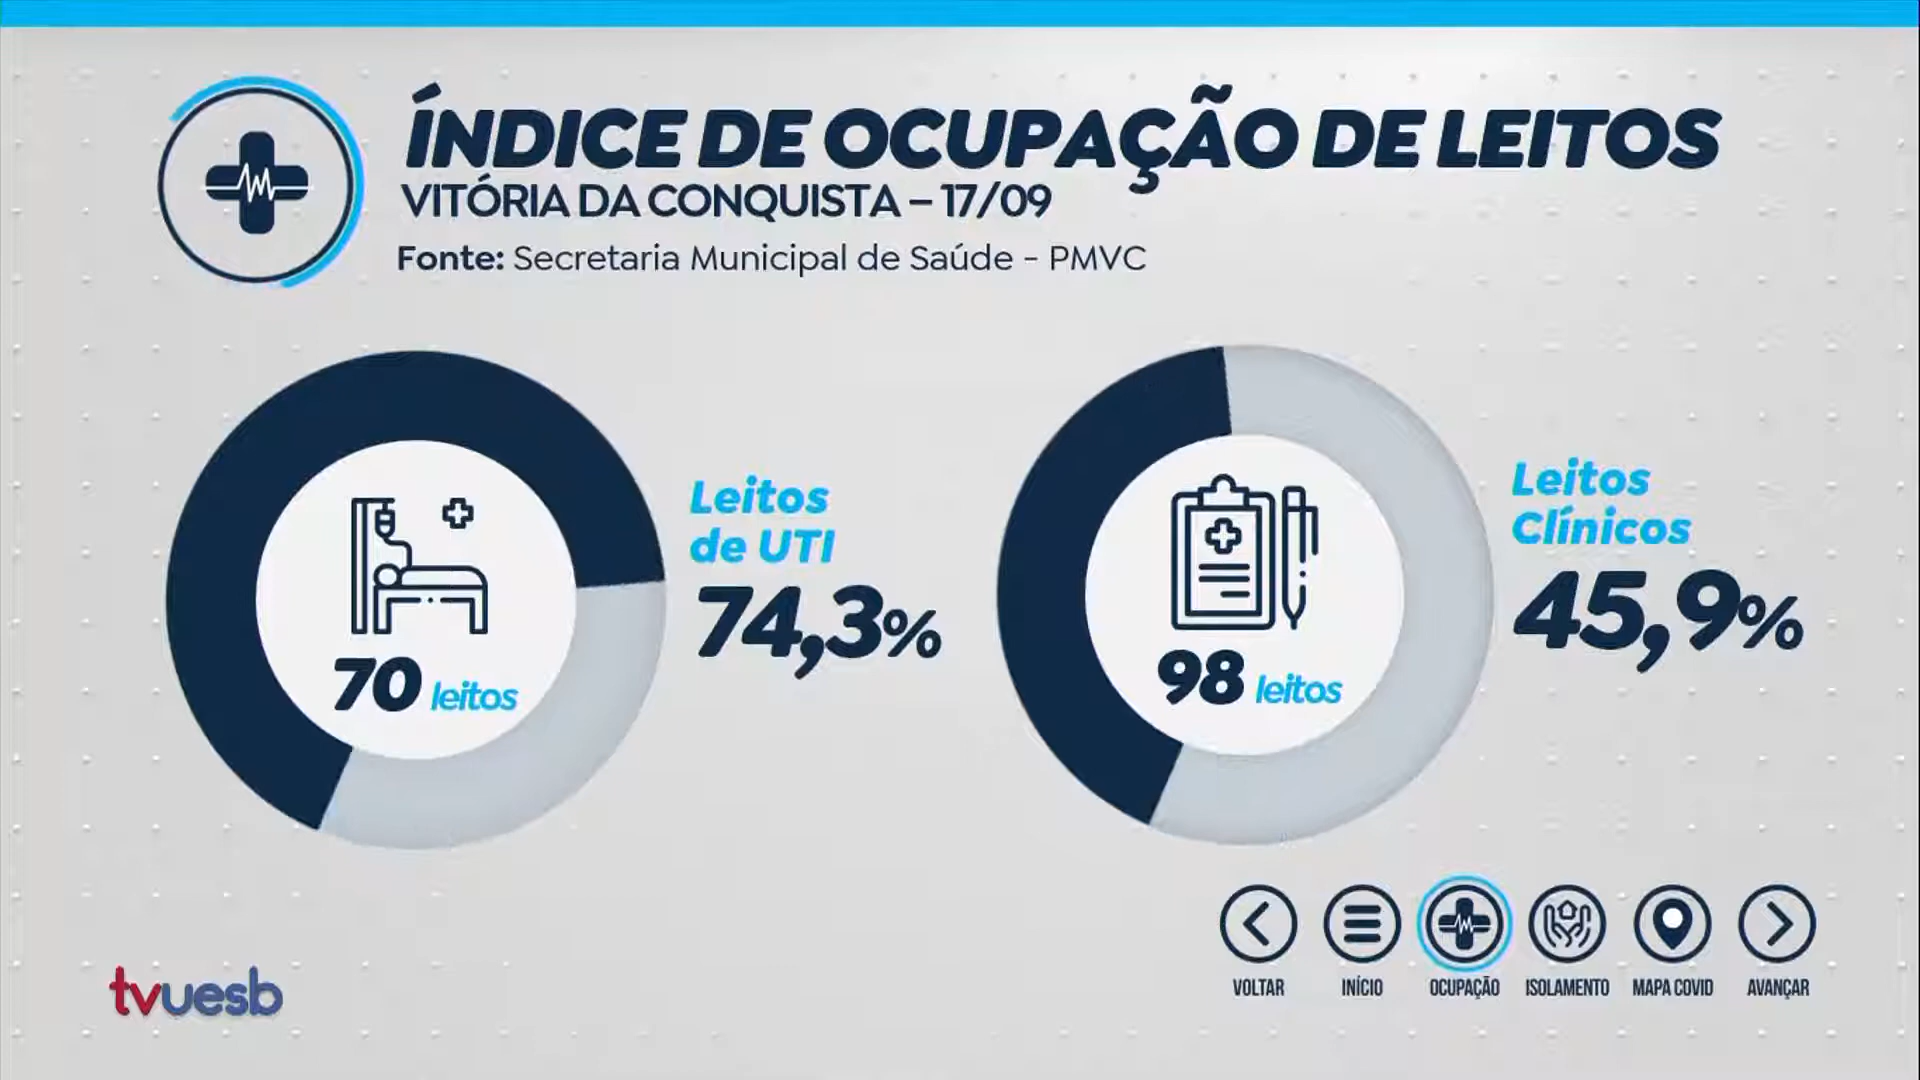 ÍNDICE DE OCUPAÇÃO DE LEITOS
VITÓRIA DA CONQUISTA – 17/09
Fonte: Secretaria Municipal de Saúde - PMVC
Leitos
de UTI
74,3%
70 leitos
Leitos
Clínicos
45,9%
98 leitos
VOLTAR
INÍCIO
OCUPAÇÃO
ISOLAMENTO
MAPA COVID
AVANÇAR
tvuesb